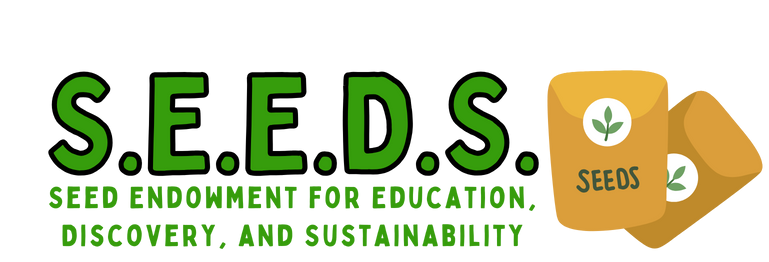 S.E.E.D.S.
SEED ENDOWMENT FOR EDUCATION,
DISCOVERY, AND SUSTAINABILITY
SEEDS